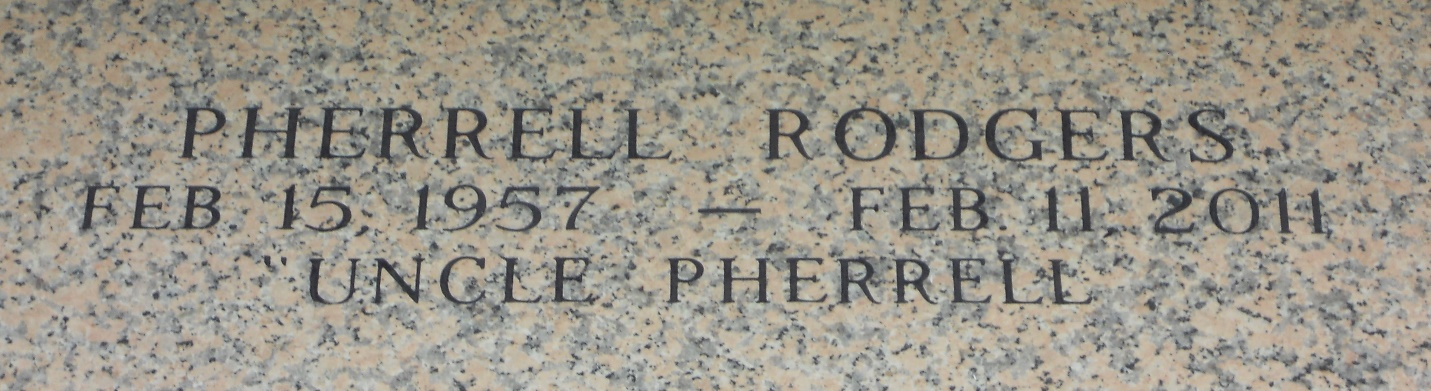 PHERRELL RODGERS
FEB 15, 1957 — FEB. 11, 2011
"UNCLE PHERRELL